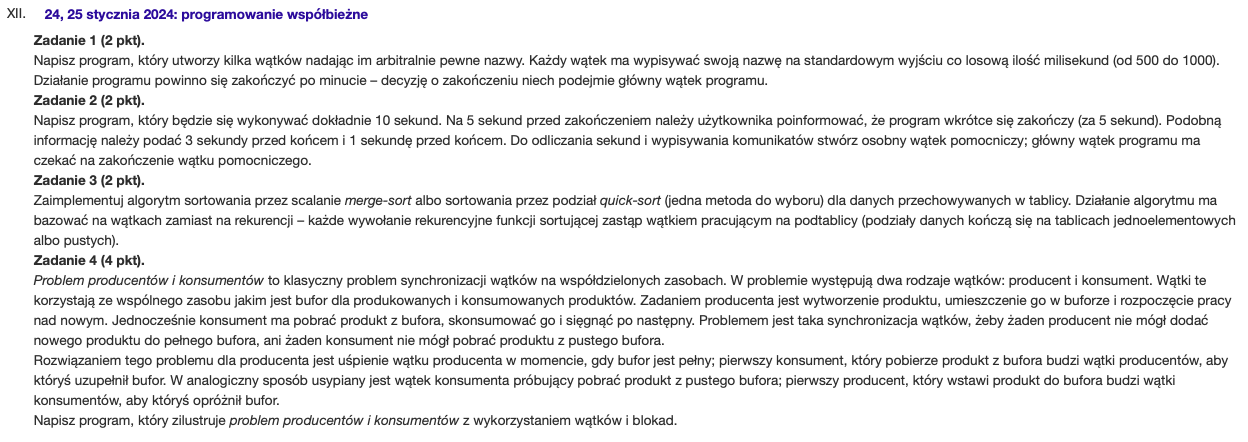 XII. 24, 25 stycznia 2024: programowanie współbieżne
Zadanie 1 (2 pkt).
Napisz program, który utworzy kilka wątków nadając im arbitralnie pewne nazwy. Każdy wątek ma wypisywać swoją nazwę na standardowym wyjściu co losową ilość milisekund (od 500 do 1000).
Działanie programu powinno się zakończyć po minucie – decyzję o zakończeniu niech podejmie główny wątek programu.
Zadanie 2 (2 pkt).
Napisz program, który będzie się wykonywać dokładnie 10 sekund. Na 5 sekund przed zakończeniem należy użytkownika poinformować, że program wkrótce się zakończy (za 5 sekund). Podobną
informację należy podać 3 sekundy przed końcem i 1 sekundę przed końcem. Do odliczania sekund i wypisywania komunikatów stwórz osobny wątek pomocniczy; główny wątek programu ma
czekać na zakończenie wątku pomocniczego.
Zadanie 3 (2 pkt).
Zaimplementuj algorytm sortowania przez scalanie merge-sort albo sortowania przez podział quick-sort (jedna metoda do wyboru) dla danych przechowywanych w tablicy. Działanie algorytmu ma
bazować na wątkach zamiast na rekurencji – każde wywołanie rekurencyjne funkcji sortującej zastąp wątkiem pracującym na podtablicy (podziały danych kończą się na tablicach jednoelementowych
albo pustych).
Zadanie 4 (4 pkt).
Problem producentów i konsumentów to klasyczny problem synchronizacji wątków na współdzielonych zasobach. W problemie występują dwa rodzaje wątków: producent i konsument. Wątki te
korzystają ze wspólnego zasobu jakim jest bufor dla produkowanych i konsumowanych produktów. Zadaniem producenta jest wytworzenie produktu, umieszczenie go w buforze i rozpoczęcie pracy
nad nowym. Jednocześnie konsument ma pobrać produkt z bufora, skonsumować go i sięgnąć po następny. Problemem jest taka synchronizacja wątków, żeby żaden producent nie mógł dodać
nowego produktu do pełnego bufora, ani żaden konsument nie mógł pobrać produktu z pustego bufora.
Rozwiązaniem tego problemu dla producenta jest uśpienie wątku producenta w momencie, gdy bufor jest pełny; pierwszy konsument, który pobierze produkt z bufora budzi wątki producentów, aby
któryś uzupełnił bufor. W analogiczny sposób usypiany jest wątek konsumenta próbujący pobrać produkt z pustego bufora; pierwszy producent, który wstawi produkt do bufora budzi wątki
konsumentów, aby któryś opróżnił bufor.
Napisz program, który zilustruje problem producentów i konsumentów z wykorzystaniem wątków i blokad.